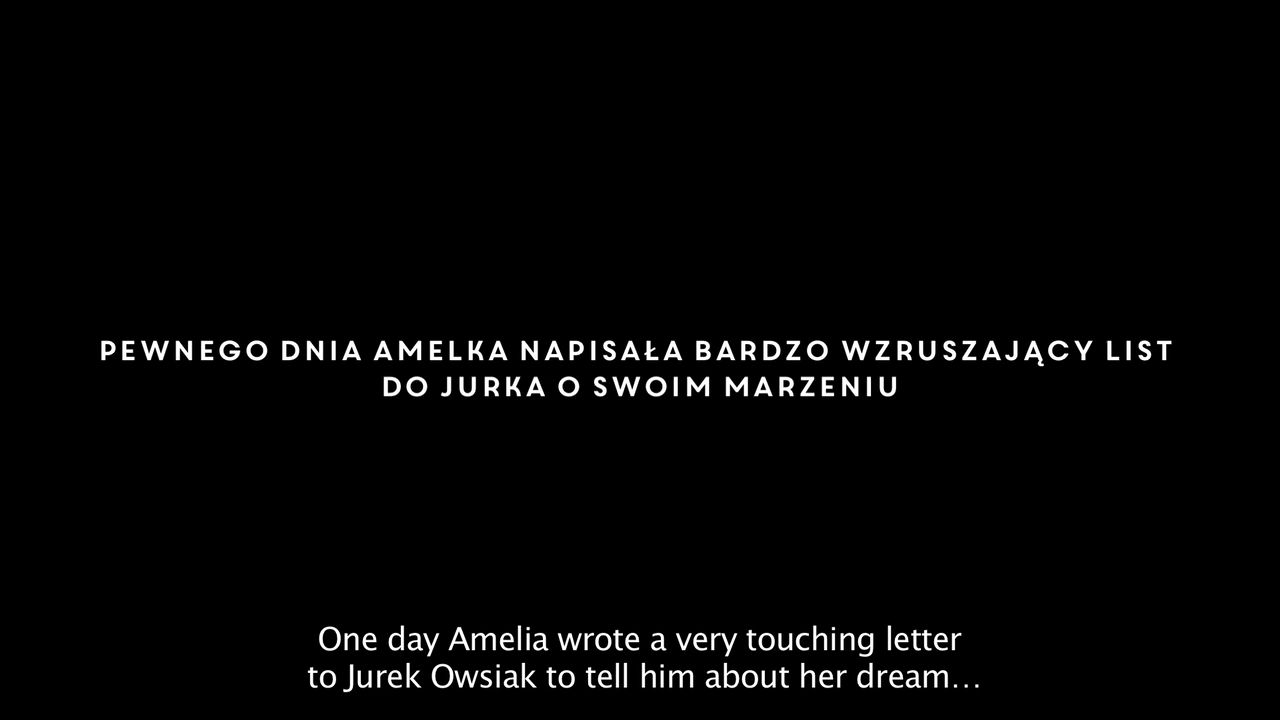 PEWNEGO DNIA AMELKA NAPISAŁA BARDZO WZRUSZAJĄCY LIST
DO JURKA O SWOIM MARZENIU
One day Amelia wrote a very touching letter
to Jurek Owsiak to tell him about her dream…